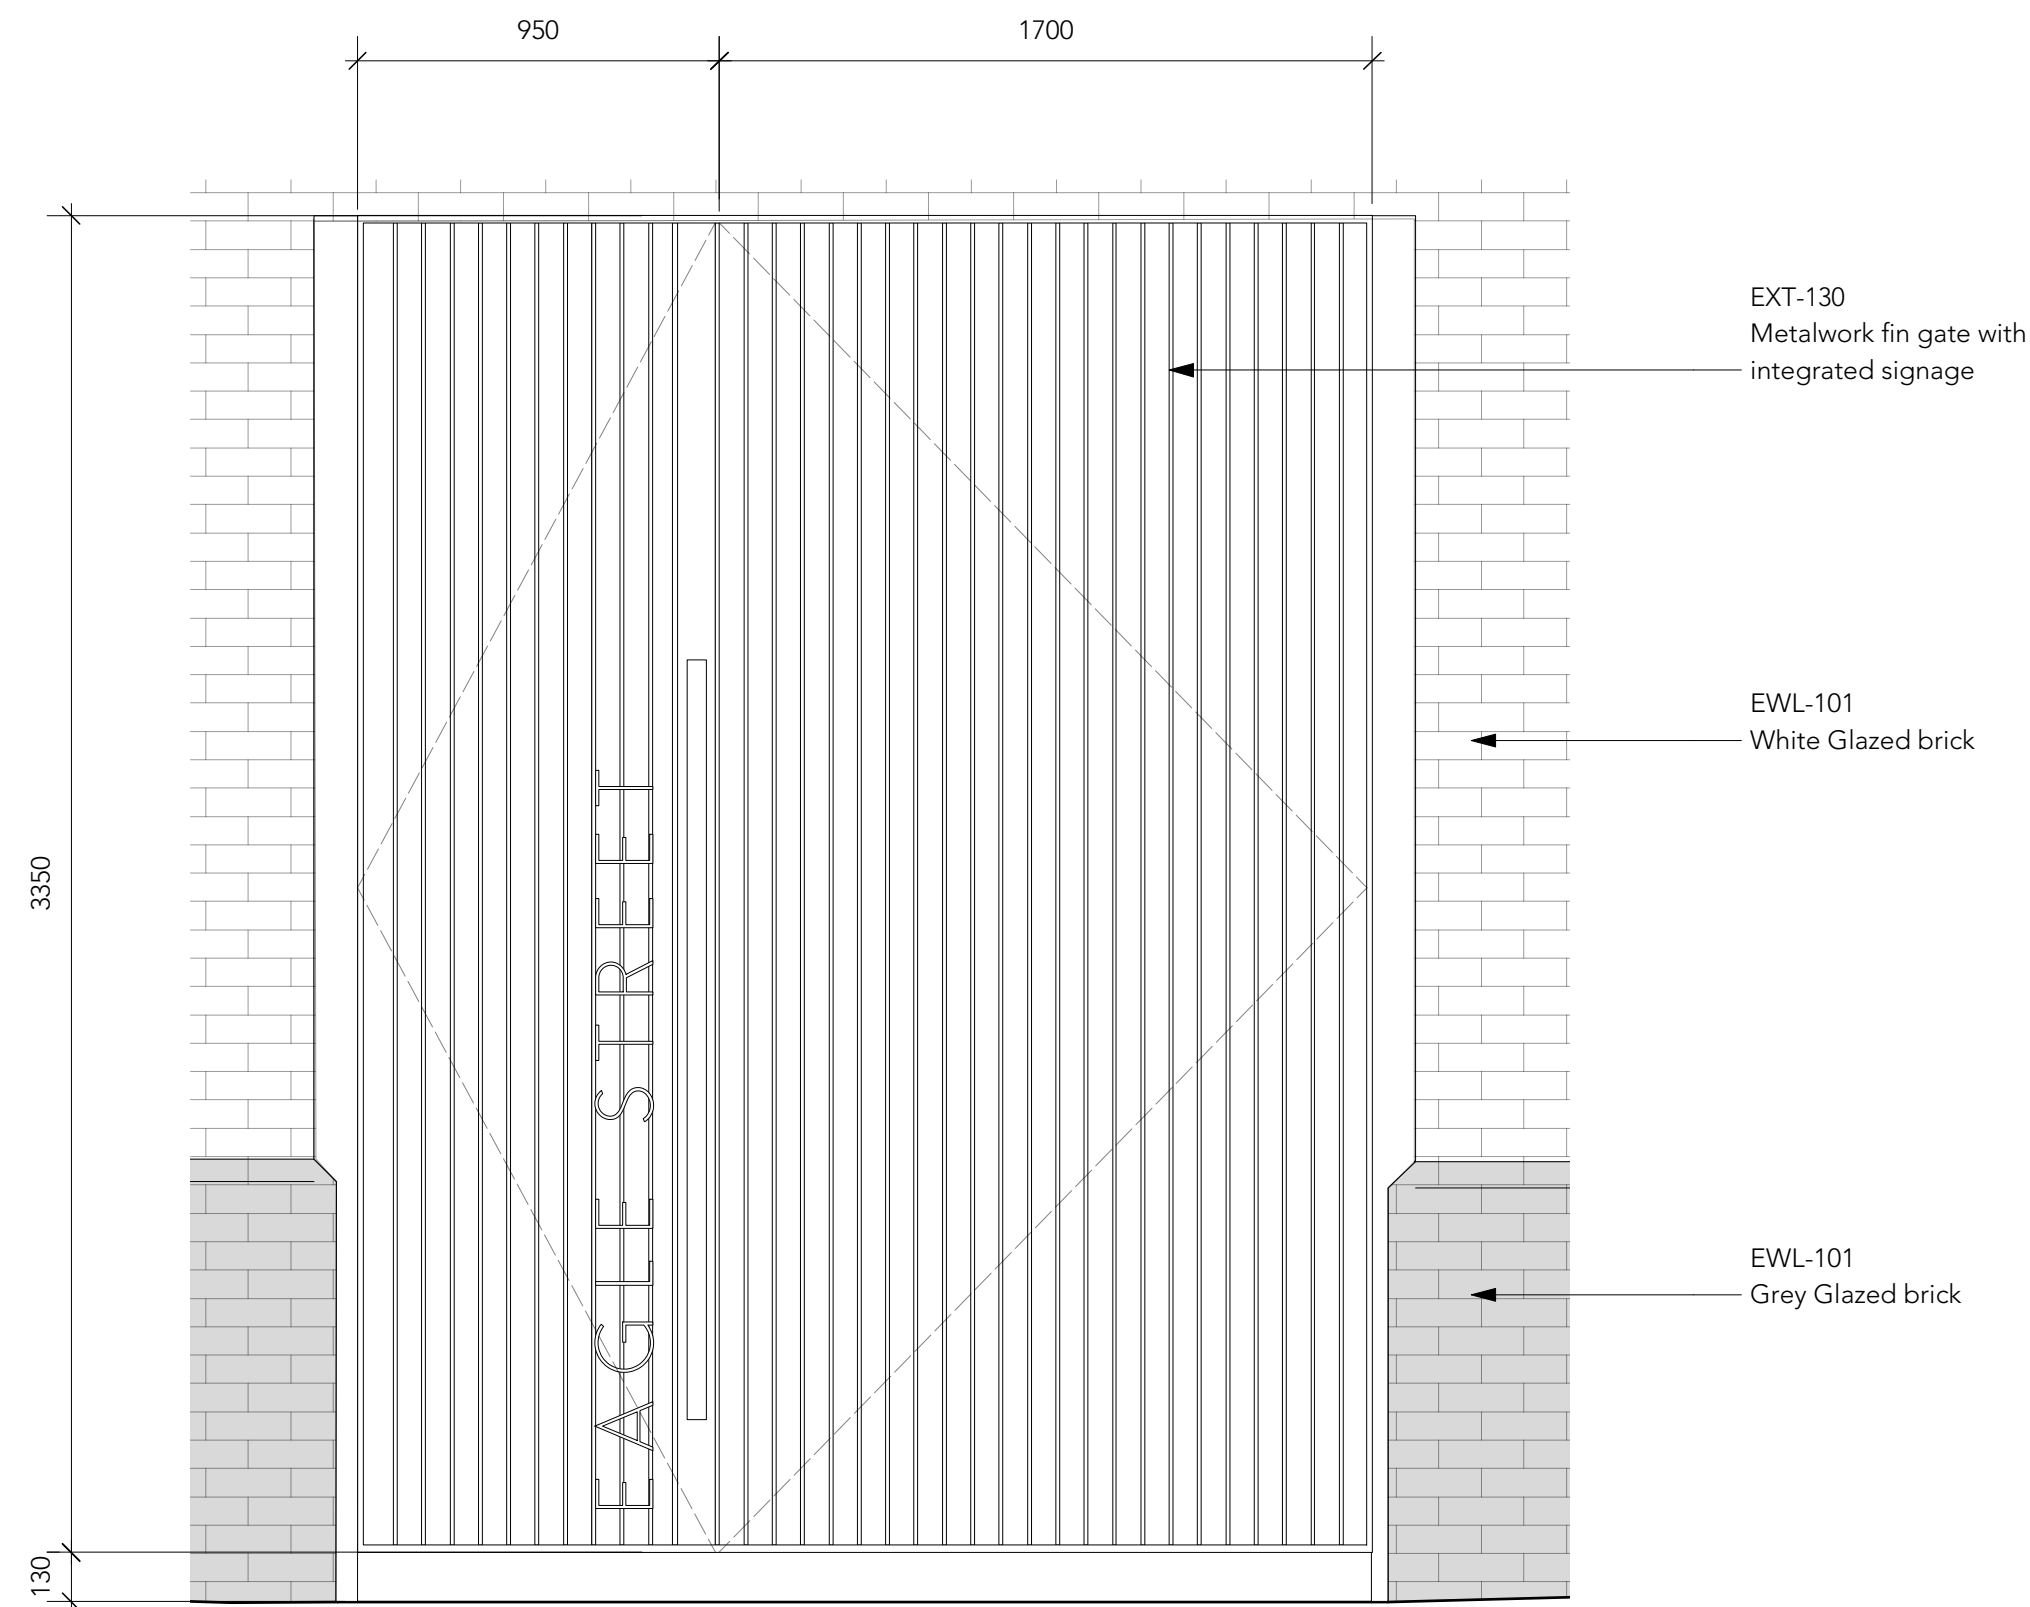 950
1700
EXT-130
Metalwork fin gate with
integrated signage
EWL-101
White Glazed brick
3350
EAGLE STREET
EWL-101
Grey Glazed brick
130